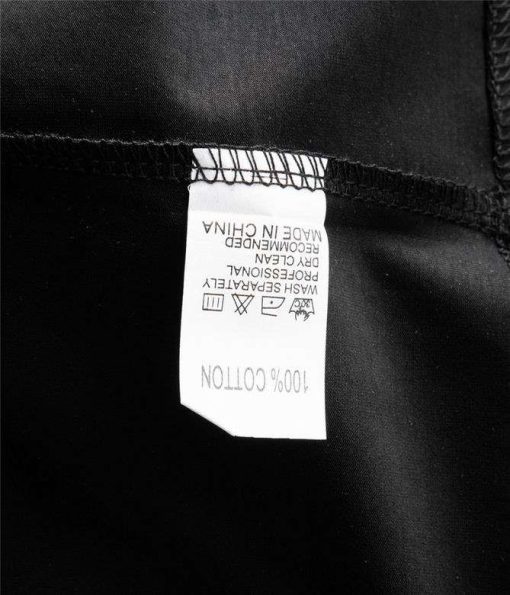 100% COTTON
WASH SEPARATELY
PROFESSIONAL
DRY CLEAN
RECOMMENDED
MADE IN CHINA